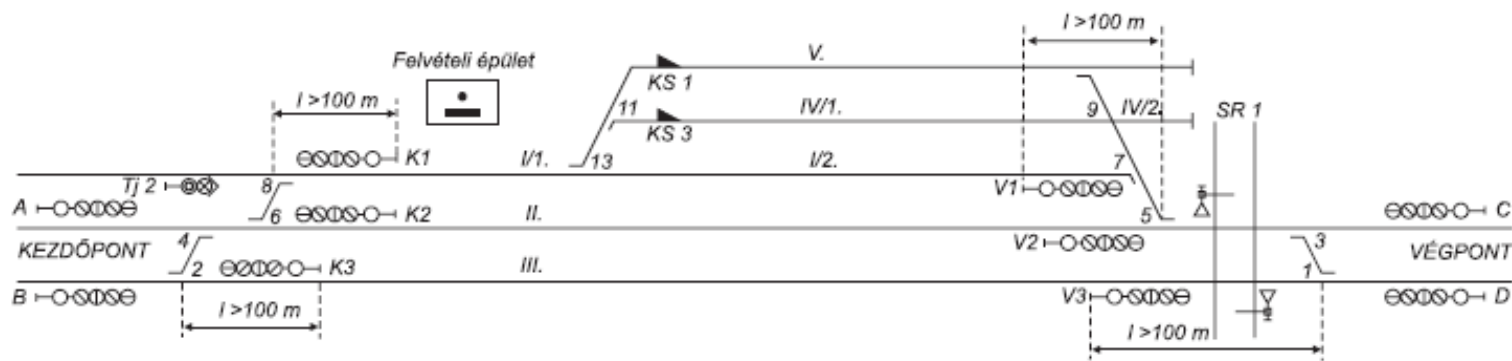 l >100 m
V.
Felvételi épület
KS 1
l >100 m
11
IV/1.
9
IV/2.
SR 1
KS 3
K1
I/1.
13
I/2.
7
Tj 2
8
V1
A
6
K2
II.
5
C
KEZDŐPONT
4
V2
3
VÉGPONT
2
K3
III.
1
B
V3
D
l >100 m
l >100 m